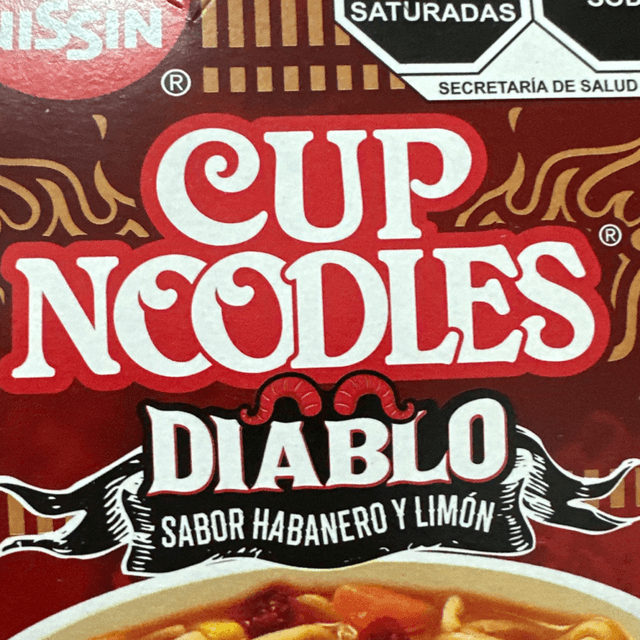 NISSIN
®
SATURADAS
SECRETARÍA DE SALUD
CUP
NOODLES
®
DIABLO
SABOR HABANERO Y LIMÓN